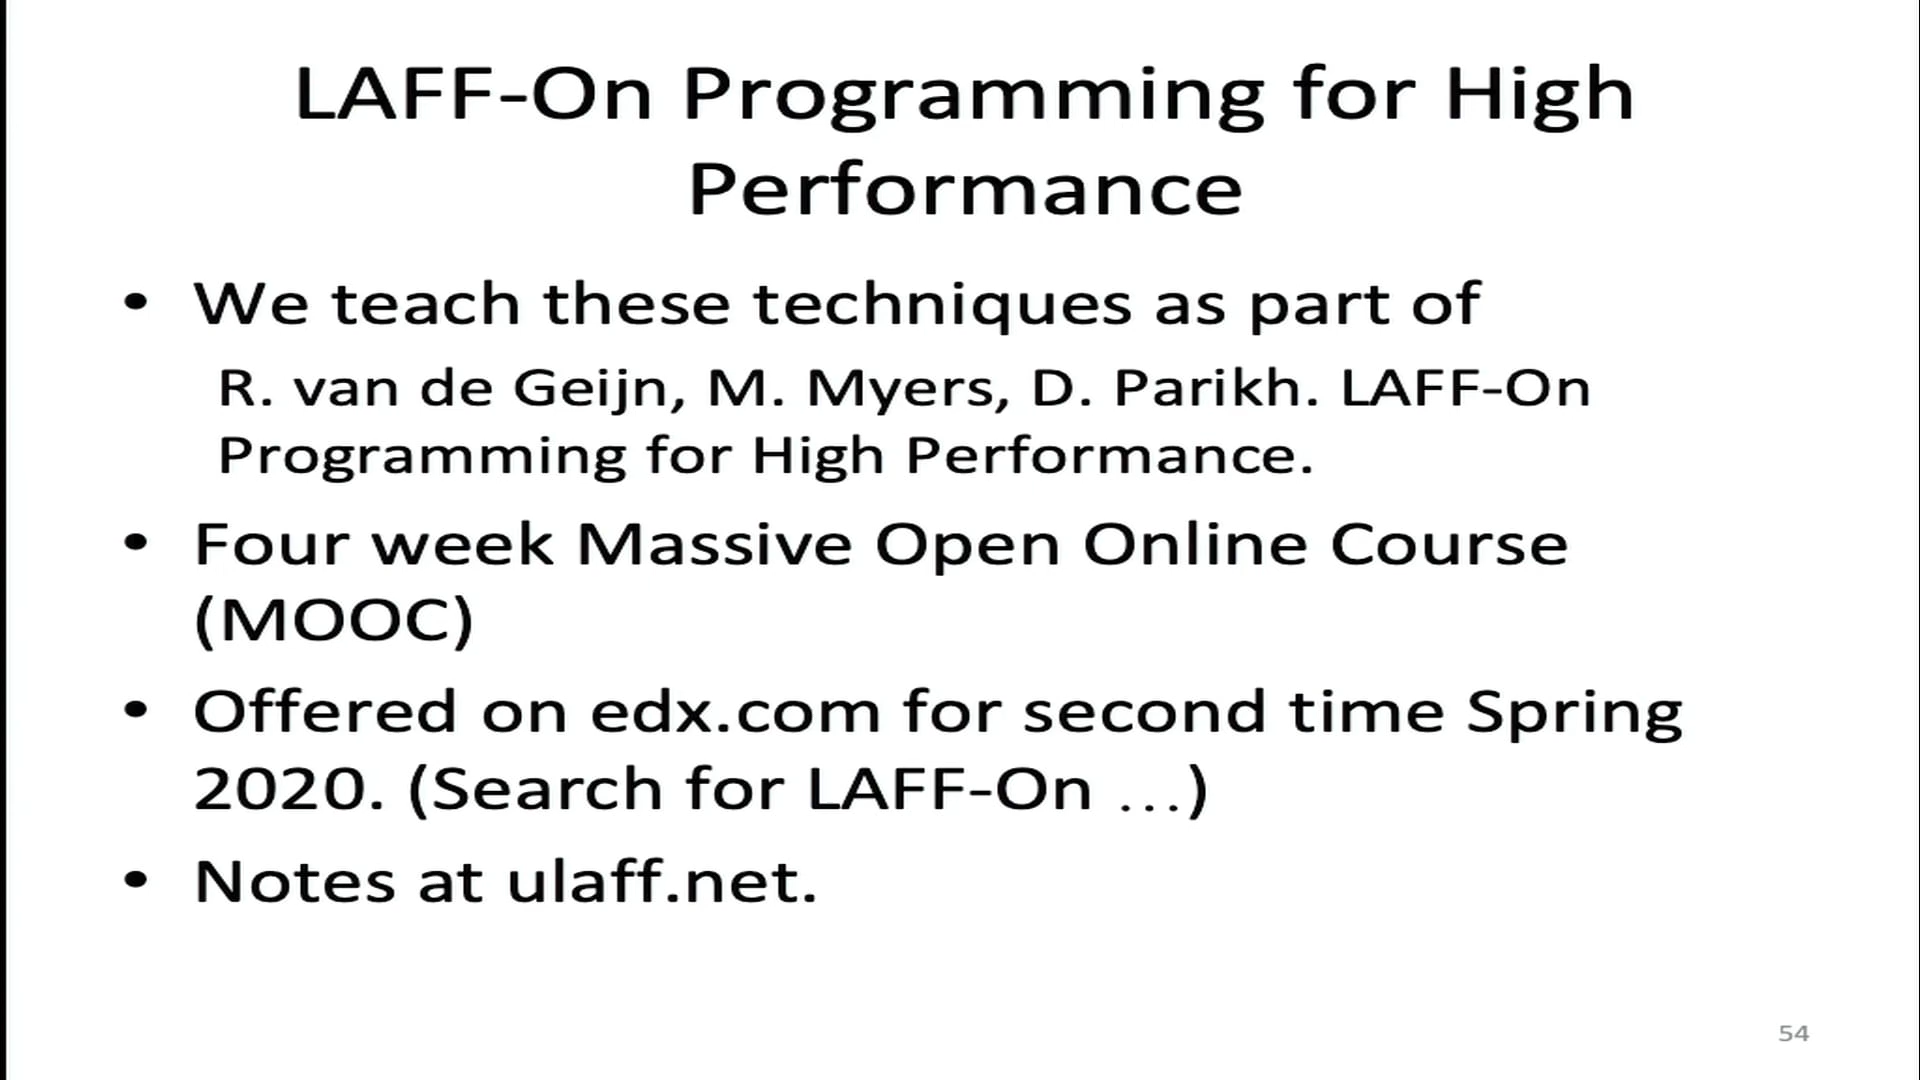 LAFF-On Programming for High
Performance
• We teach these techniques as part of
R. van de Geijn, M. Myers, D. Parikh. LAFF-On
Programming for High Performance.
• Four week Massive Open Online Course
(MOOC)
• Offered on edx.com for second time Spring
2020. (Search for LAFF-On …)
• Notes at ulaff.net.
54